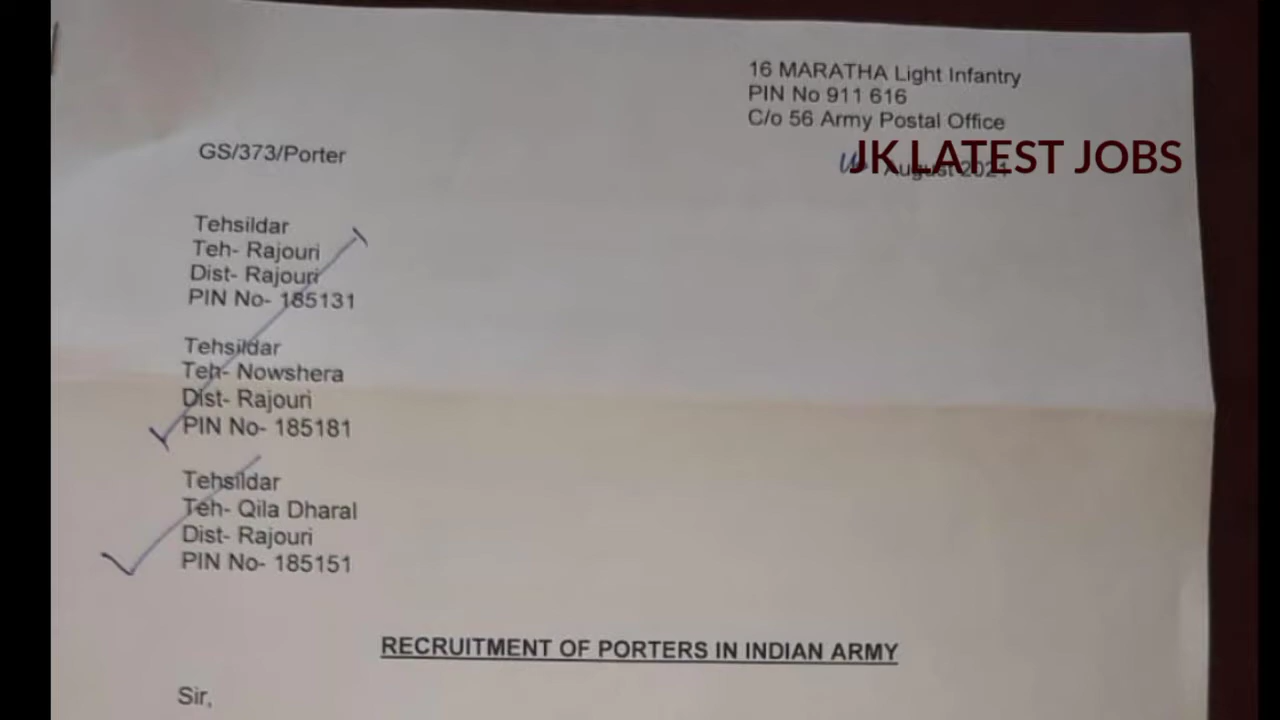 16 MARATHA Light Infantry
PIN No 911 616
C/o 56 Army Postal Office
GS/373/Porter
August 2021
JK LATEST JOBS
Tehsildar
Teh- Rajouri
Dist- Rajouri
PIN No- 185131
Tehsildar
Teh- Nowshera
Dist- Rajouri
PIN No- 185181
Tehsildar
Teh- Qila Dharal
Dist- Rajouri
PIN No- 185151
RECRUITMENT OF PORTERS IN INDIAN ARMY
Sir,